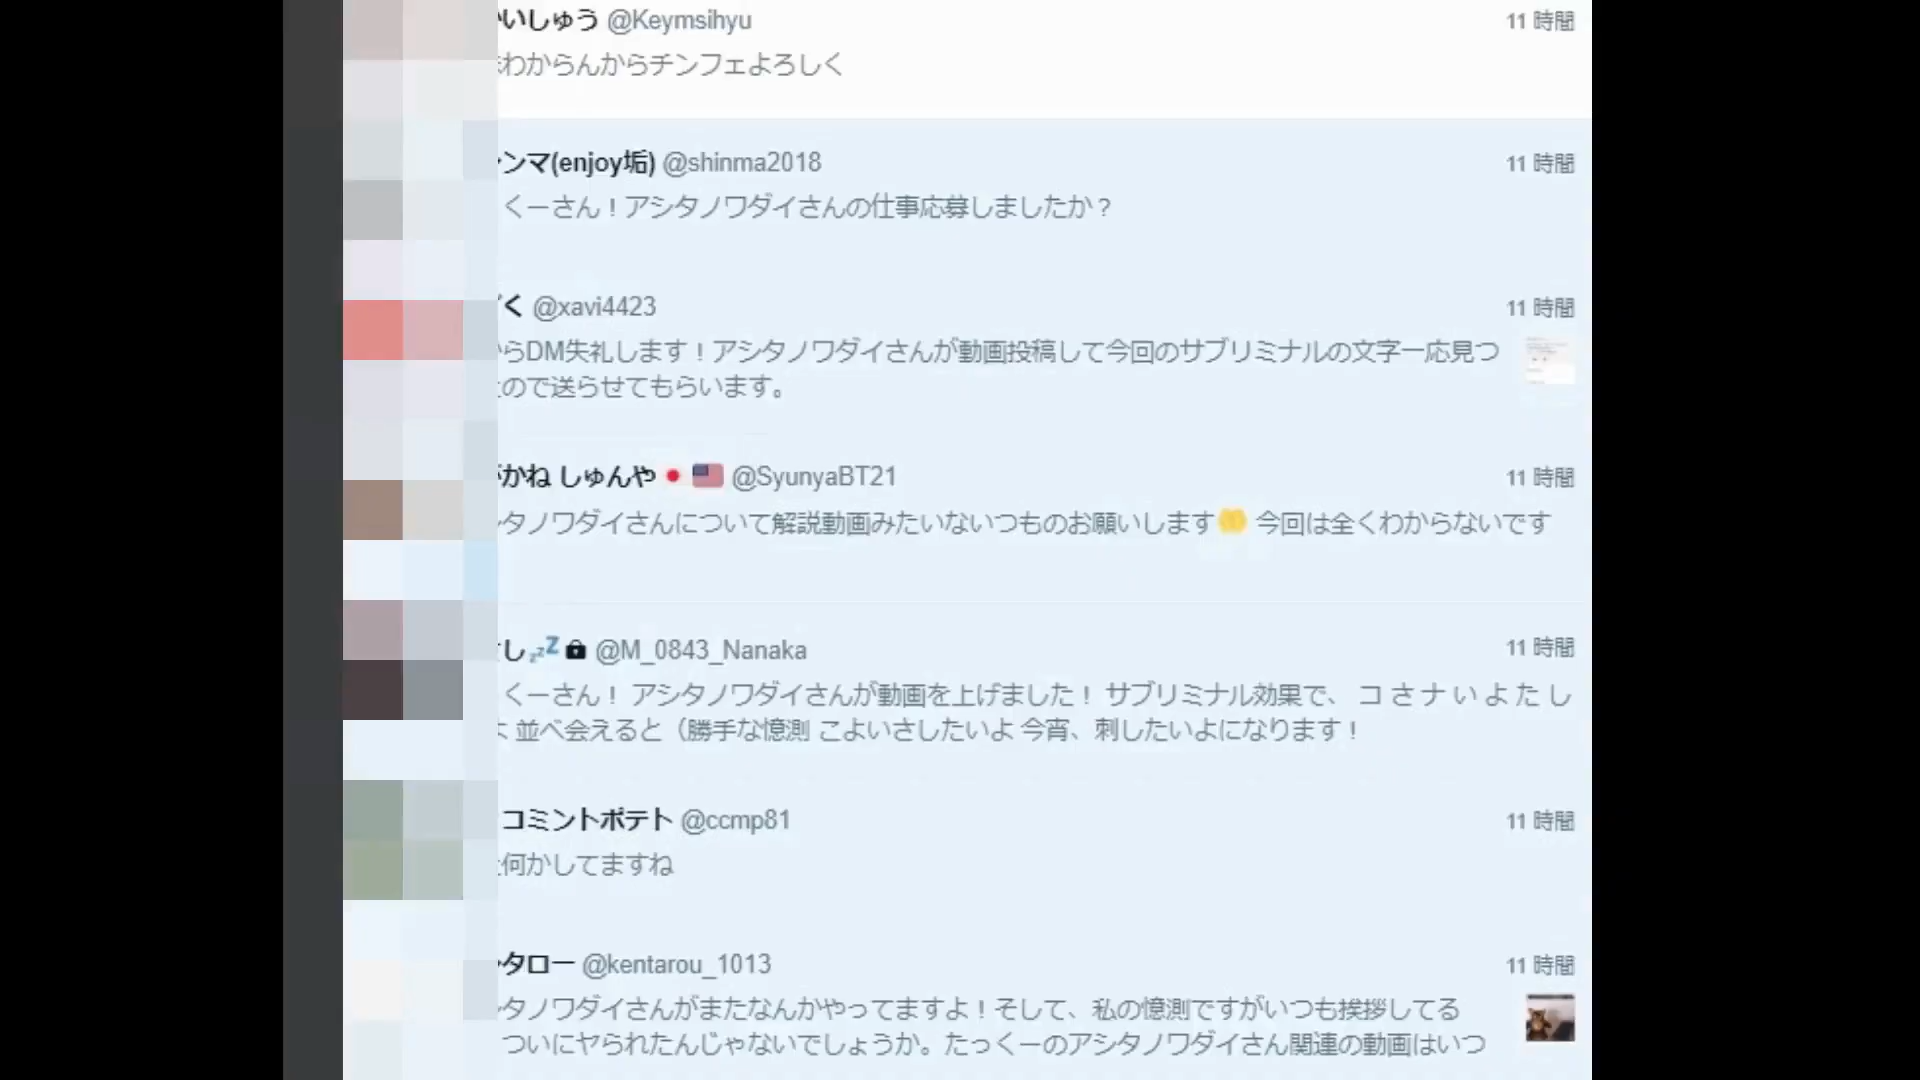 いしゅう @Keymsihyu 11 時間
わからんからチンフェよろしく
ンマ(enjoy垢) @shinma2018 11 時間
くーさん！アシタノワダイさんの仕事応募しましたか？
く @xavi4423 11 時間
らDM失礼します！アシタノワダイさんが動画投稿して今回のサブリミナルの文字一応見つ
ので送らせてもらいます。
かね しゅんや🇯🇵🇺🇸 @SyunyaBT21 11 時間
タノワダイさんについて解説動画みたいないつものお願いします🤲 今回は全くわからないです
し💤🔒 @M_0843_Nanaka 11 時間
くーさん！ アシタノワダイさんが動画を上げました！ サブリミナル効果で、 コ さ ナ い よ た し
並べ会えると（勝手な憶測 こよいさしたいよ 今宵、刺したいよになります！
コミントポテト @ccmp81 11 時間
何かしてますね
タロー @kentarou_1013 11 時間
タノワダイさんがまたなんかやってますよ！そして、私の憶測ですがいつも挨拶してる
ついにヤられたんじゃないでしょうか。たっくーのアシタノワダイさん関連の動画はいつ